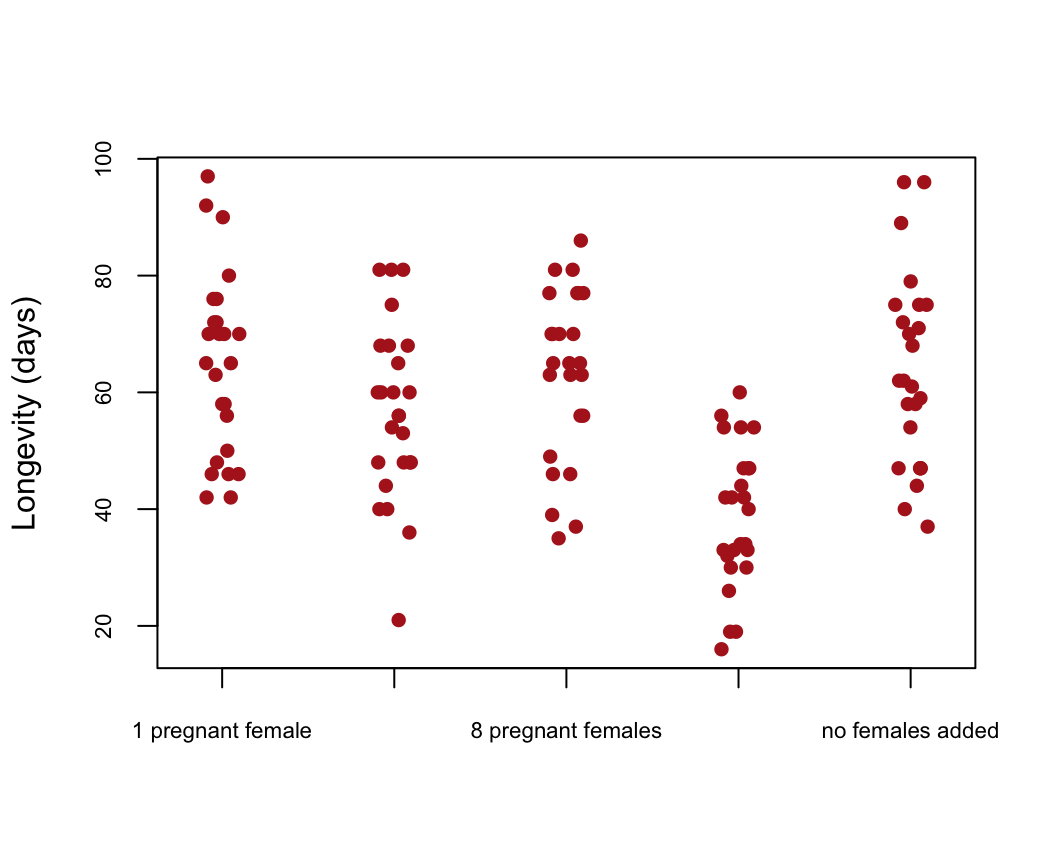 Longevity (days)
100
80
60
40
20
1 pregnant female
8 pregnant females
no females added